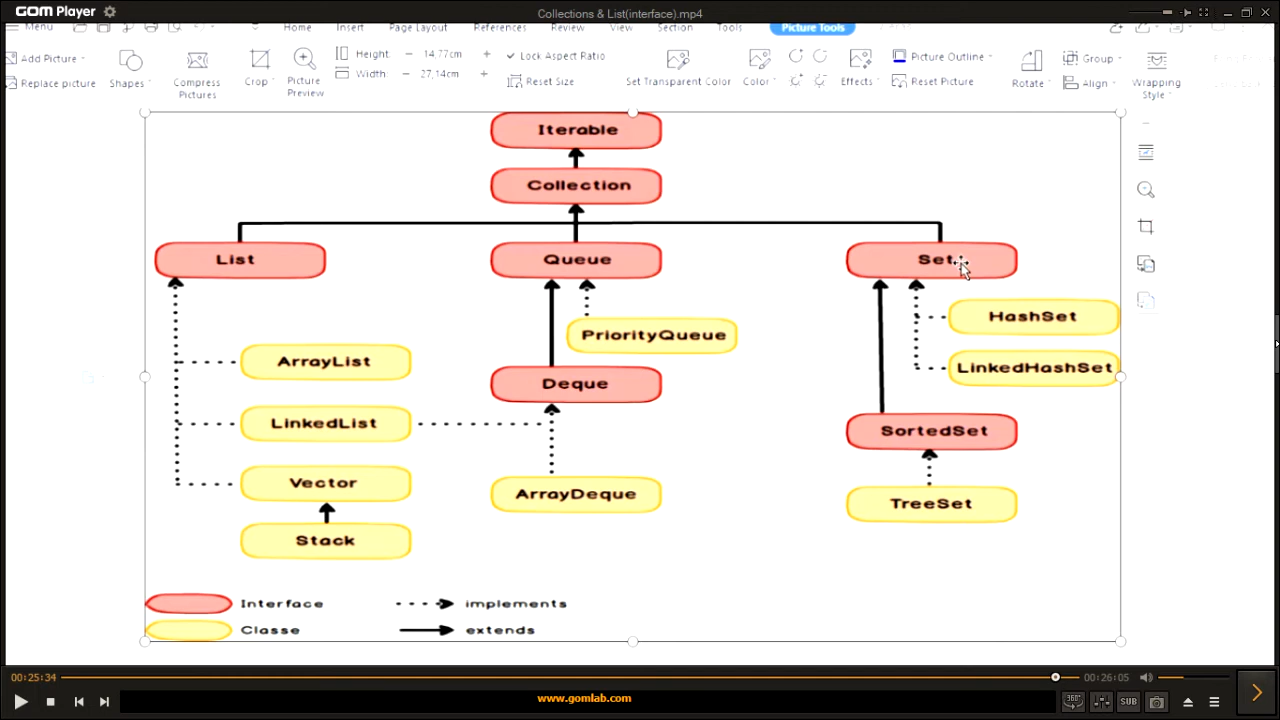 GOM Player
Collections & List(interface).mp4
Menu Home Insert Page Layout References Review View Section Tools Picture Tools
Add Picture
Replace picture
Shapes
Compress Pictures
Crop
Picture Preview
Height: 14,77cm
Width: 27,14cm
Lock Aspect Ratio
Reset Size
Set Transparent Color
Color
Effects
Picture Outline
Reset Picture
Rotate
Group
Align
Wrapping Style
Iterable
Collection
List Queue Set
HashSet
PriorityQueue
ArrayList
LinkedHashSet
Deque
LinkedList
SortedSet
Vector
ArrayDeque
TreeSet
Stack
Interface implements
Classe extends
00:25:34 00:26:05
www.gomlab.com
360°
SUB